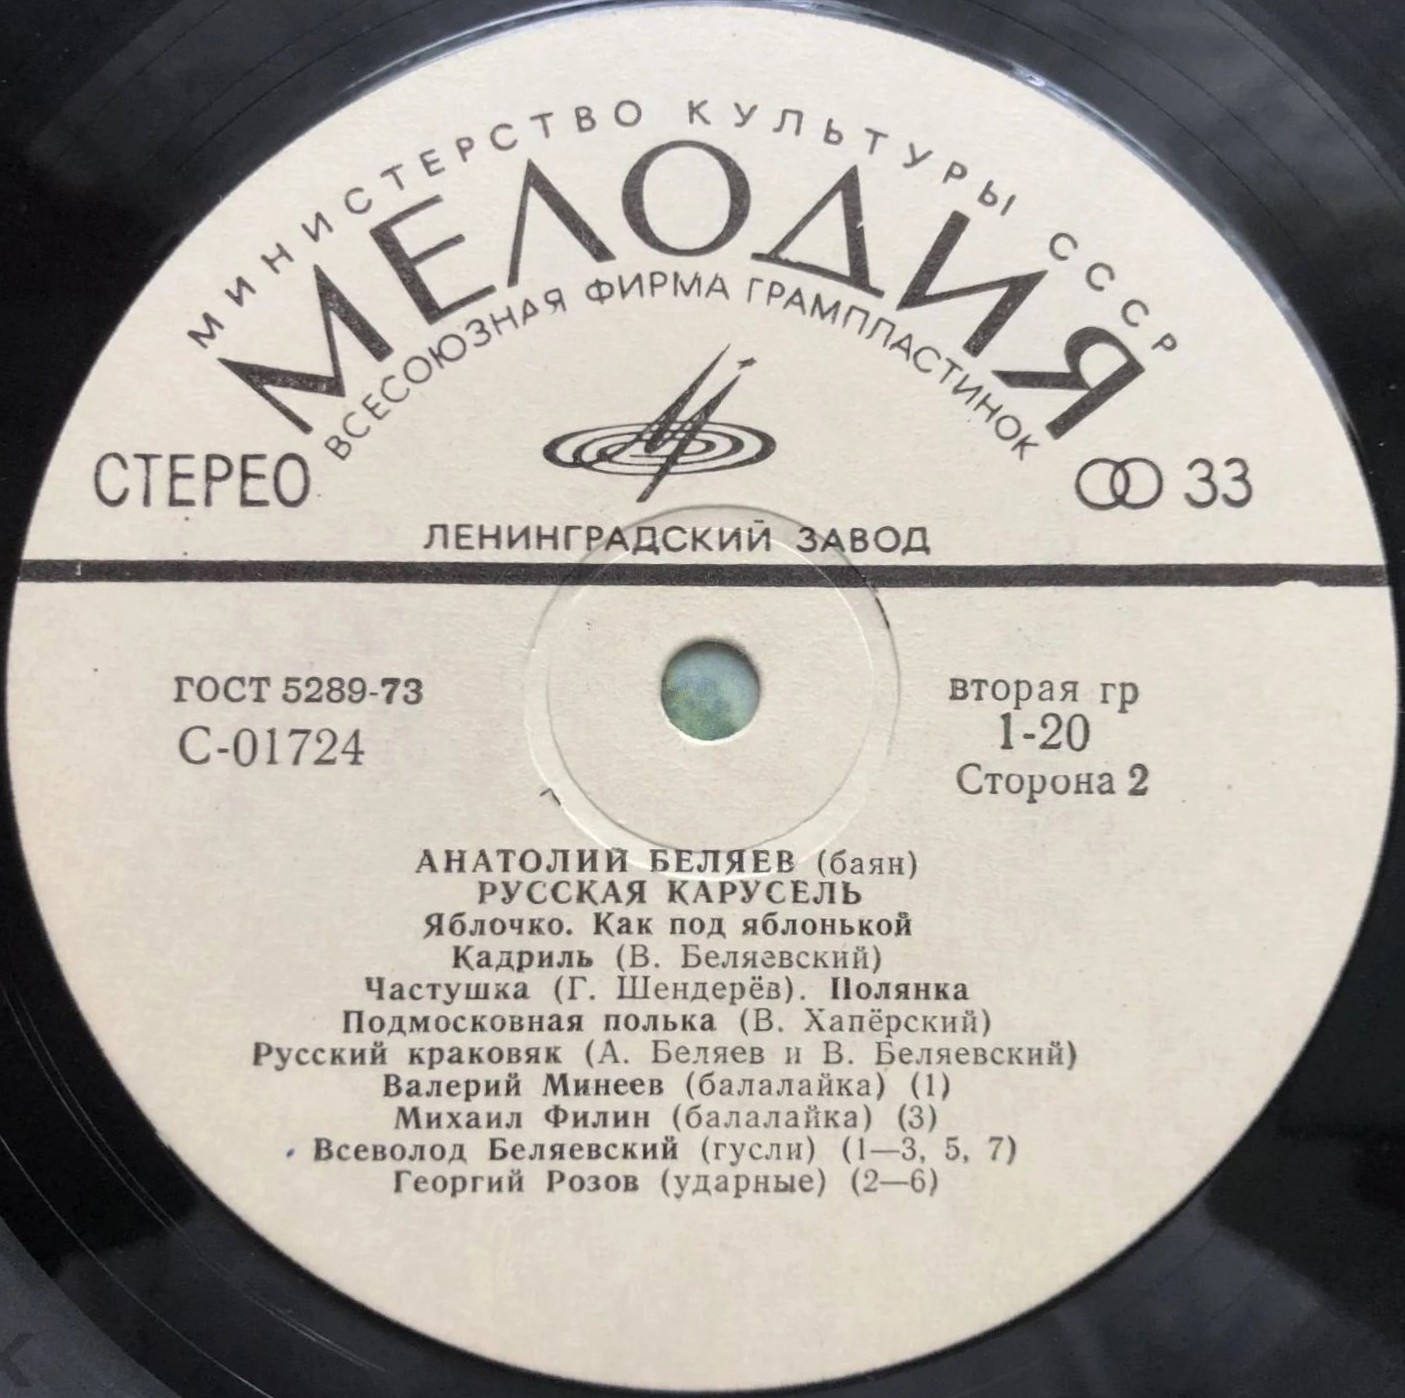 МИНИСТЕРСТВО КУЛЬТУРЫ СССР
МЕЛОДИЯ
ВСЕСОЮЗНАЯ ФИРМА ГРАМПЛАСТИНОК
СТЕРЕО
33
ЛЕНИНГРАДСКИЙ ЗАВОД
ГОСТ 5289-73
С-01724
вторая гр
1-20
Сторона 2
АНАТОЛИЙ БЕЛЯЕВ (баян)
РУССКАЯ КАРУСЕЛЬ
Яблочко. Как под яблонькой
Кадриль (В. Беляевский)
Частушка (Г. Шендерёв). Полянка
Подмосковная полька (В. Хапёрский)
Русский краковяк (А. Беляев и В. Беляевский)
Валерий Минеев (балалайка) (1)
Михаил Филин (балалайка) (3)
Всеволод Беляевский (гусли) (1—3, 5, 7)
Георгий Розов (ударные) (2—6)